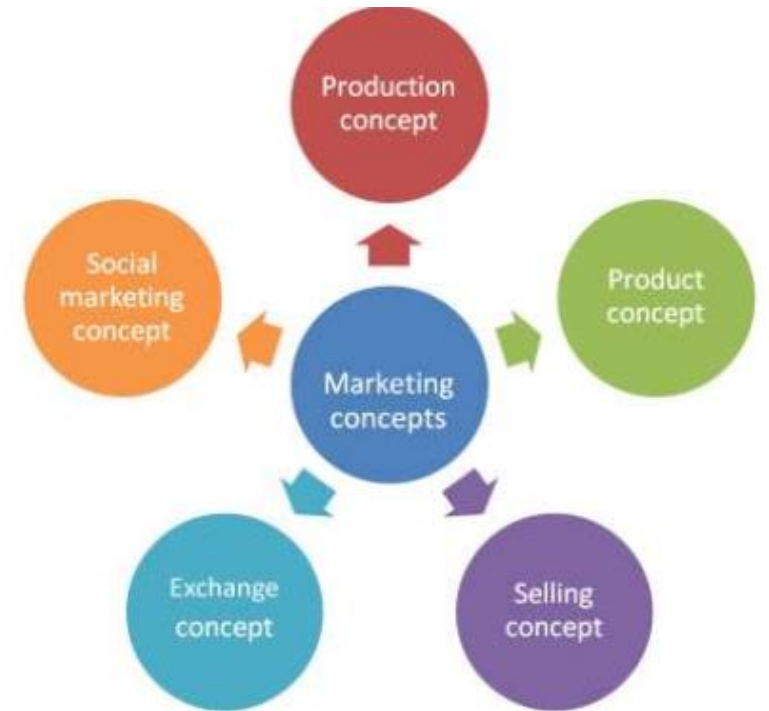 Production
concept
Social
marketing
concept
Product
concept
Marketing
concepts
Exchange
concept
Selling
concept